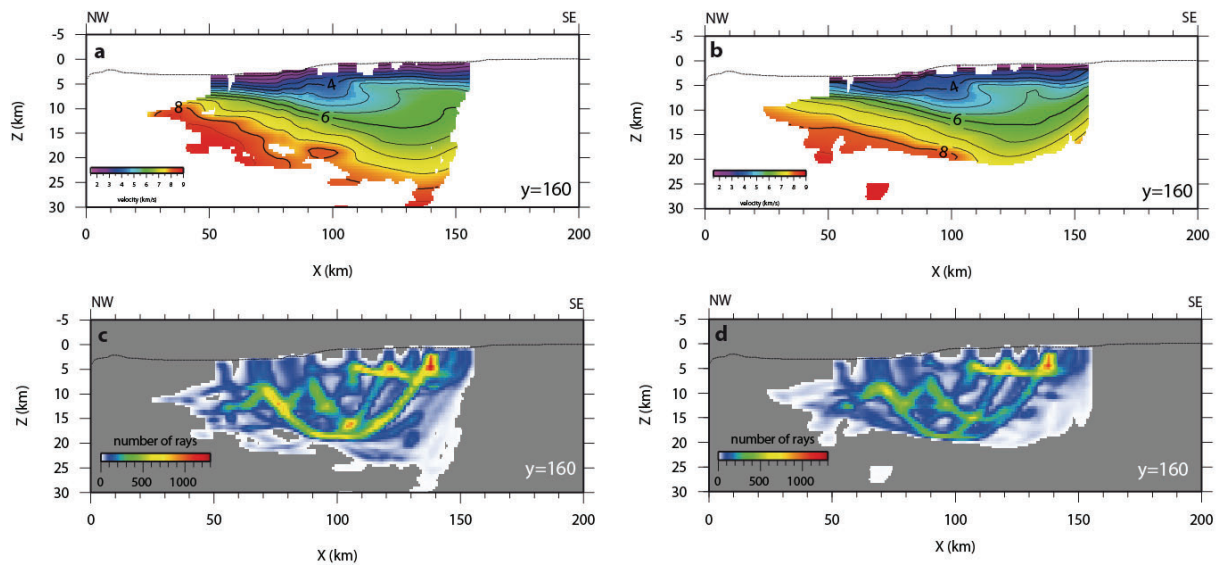 NW SE
a
-5
0
5
10
15
20
25
30
Z (km)
4
6
8
2 3 4 5 6 7 8 9
velocity (km/s)
y=160
0 50 100 150 200
X (km)
NW SE
b
-5
0
5
10
15
20
25
30
Z (km)
4
6
8
2 3 4 5 6 7 8 9
velocity (km/s)
y=160
0 50 100 150 200
X (km)
NW SE
c
-5
0
5
10
15
20
25
30
Z (km)
number of rays
0 500 1000
y=160
0 50 100 150 200
X (km)
NW SE
d
-5
0
5
10
15
20
25
30
Z (km)
number of rays
0 500 1000
y=160
0 50 100 150 200
X (km)